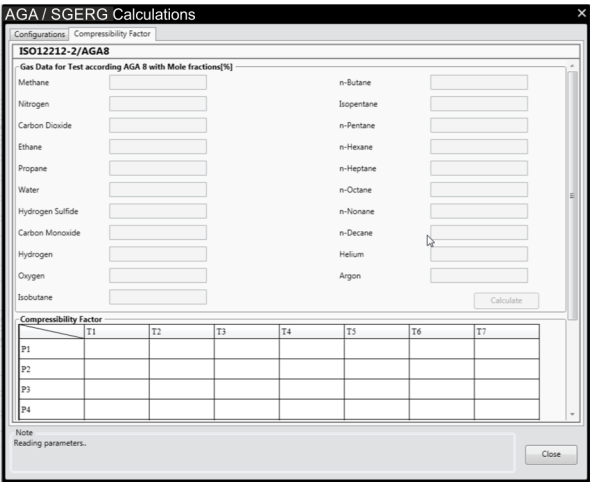 AGA / SGERG Calculations
Configurations Compressibility Factor
ISO12212-2/AGA8
Gas Data for Test according AGA 8 with Mole fractions[%]
Methane n-Butane
Nitrogen Isopentane
Carbon Dioxide n-Pentane
Ethane n-Hexane
Propane n-Heptane
Water n-Octane
Hydrogen Sulfide n-Nonane
Carbon Monoxide n-Decane
Hydrogen Helium
Oxygen Argon
Isobutane Calculate
Compressibility Factor
T1 T2 T3 T4 T5 T6 T7
P1
P2
P3
P4
Note
Reading parameters..
Close